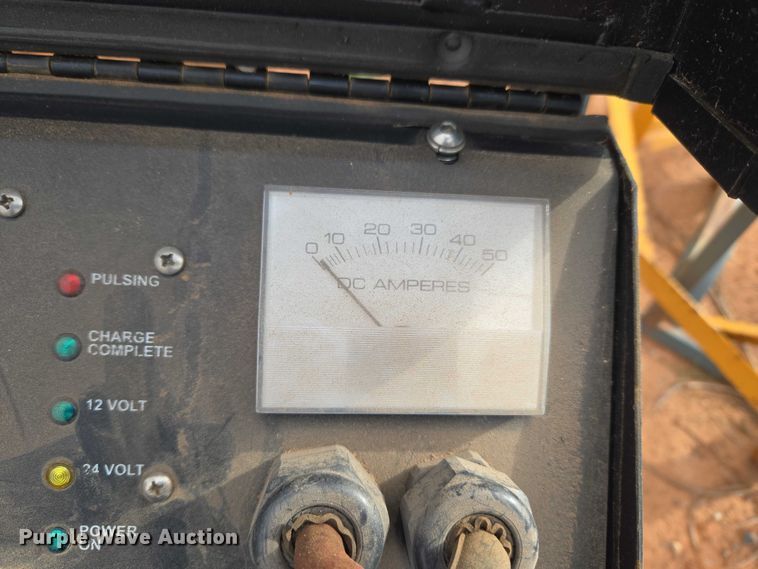 0 10 20 30 40 50
DC AMPERES
PULSING
CHARGE
COMPLETE
12 VOLT
24 VOLT
POWER
ON
Purple Wave Auction